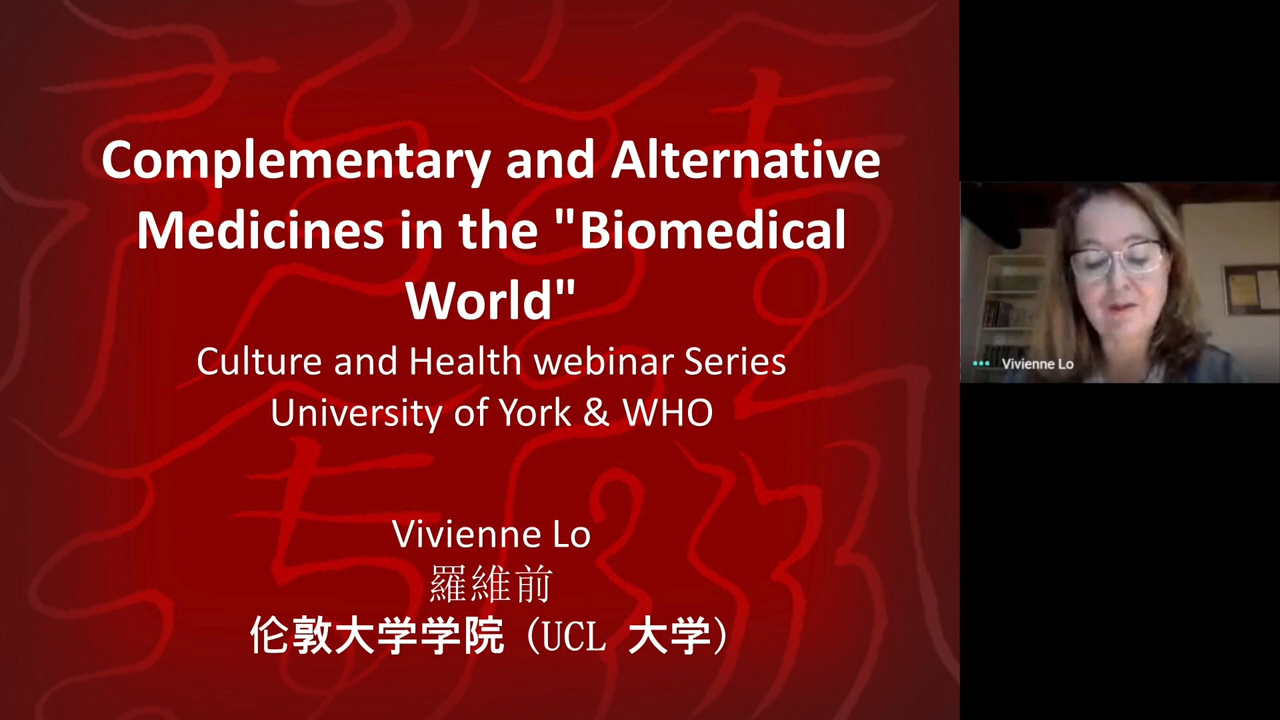 Complementary and Alternative
Medicines in the "Biomedical
World"
Culture and Health webinar Series
University of York & WHO
Vivienne Lo
羅維前
伦敦大学学院 (UCL 大学)
Vivienne Lo